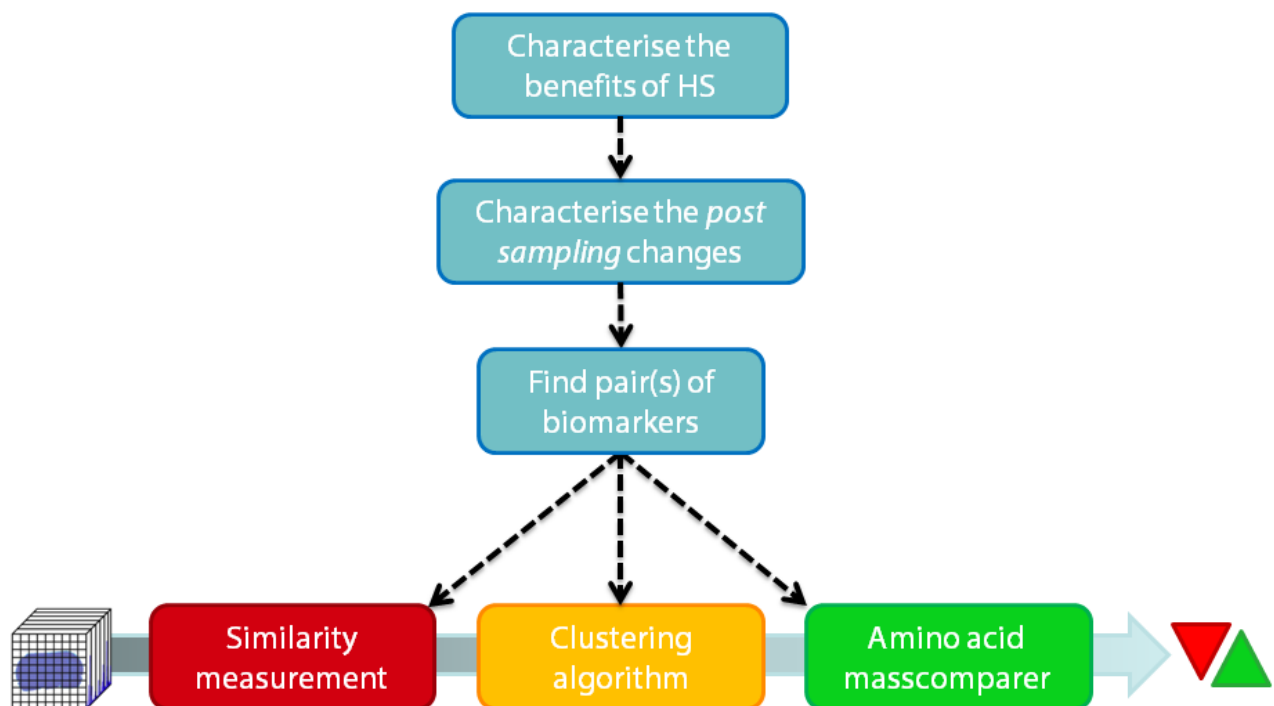 Characterise the
benefits of HS
Characterise the post
sampling changes
Find pair(s) of
biomarkers
Similarity
measurement
Clustering
algorithm
Amino acid
masscomparer